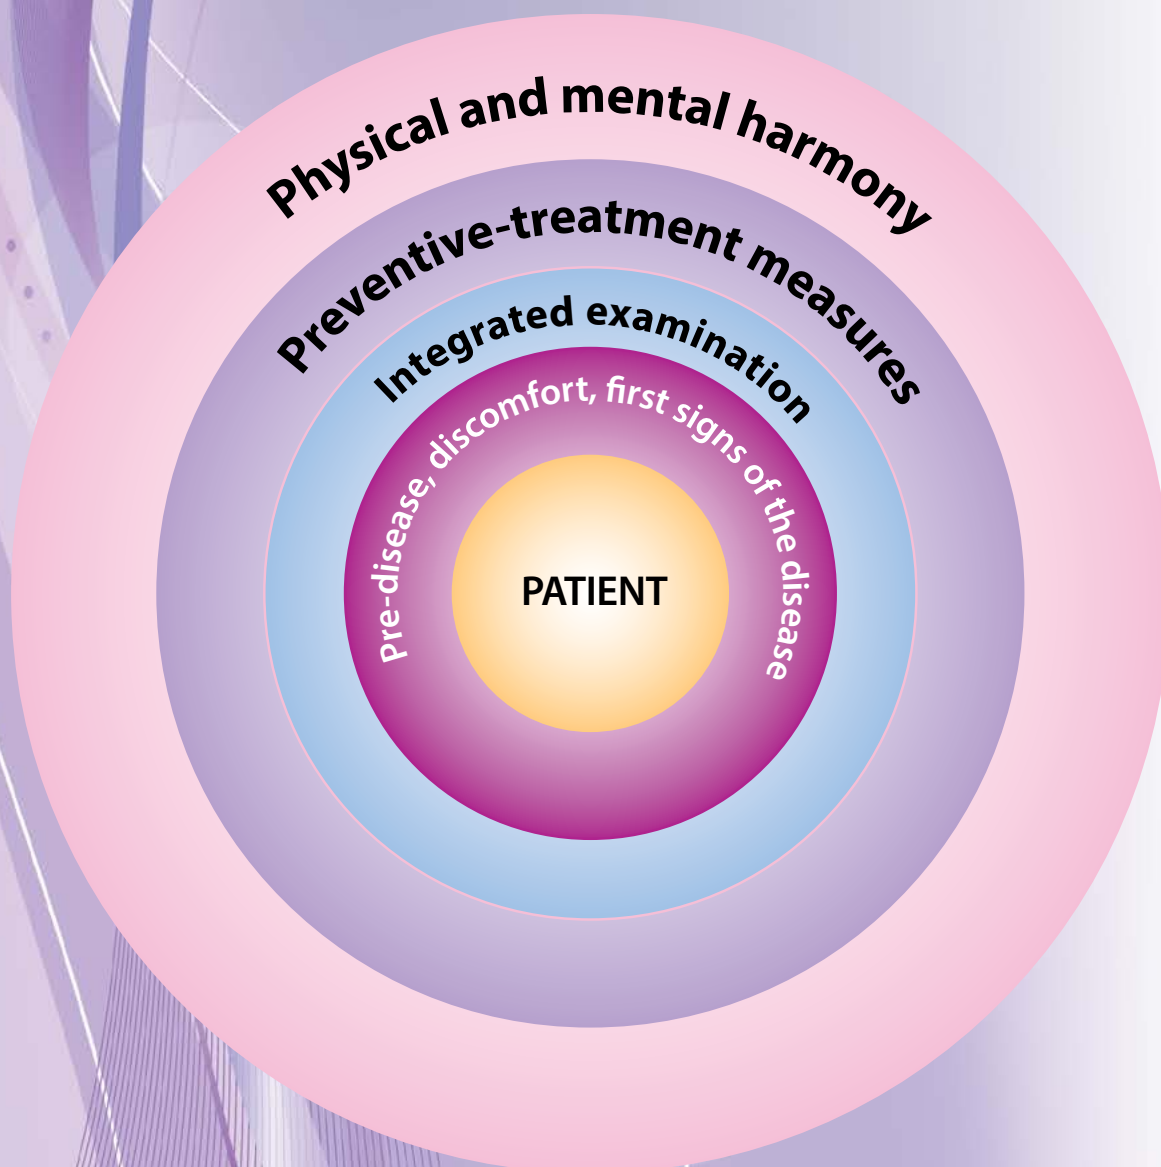 Physical and mental harmony
Preventive-treatment measures
Integrated examination
Pre-disease, discomfort, first signs of the disease
PATIENT